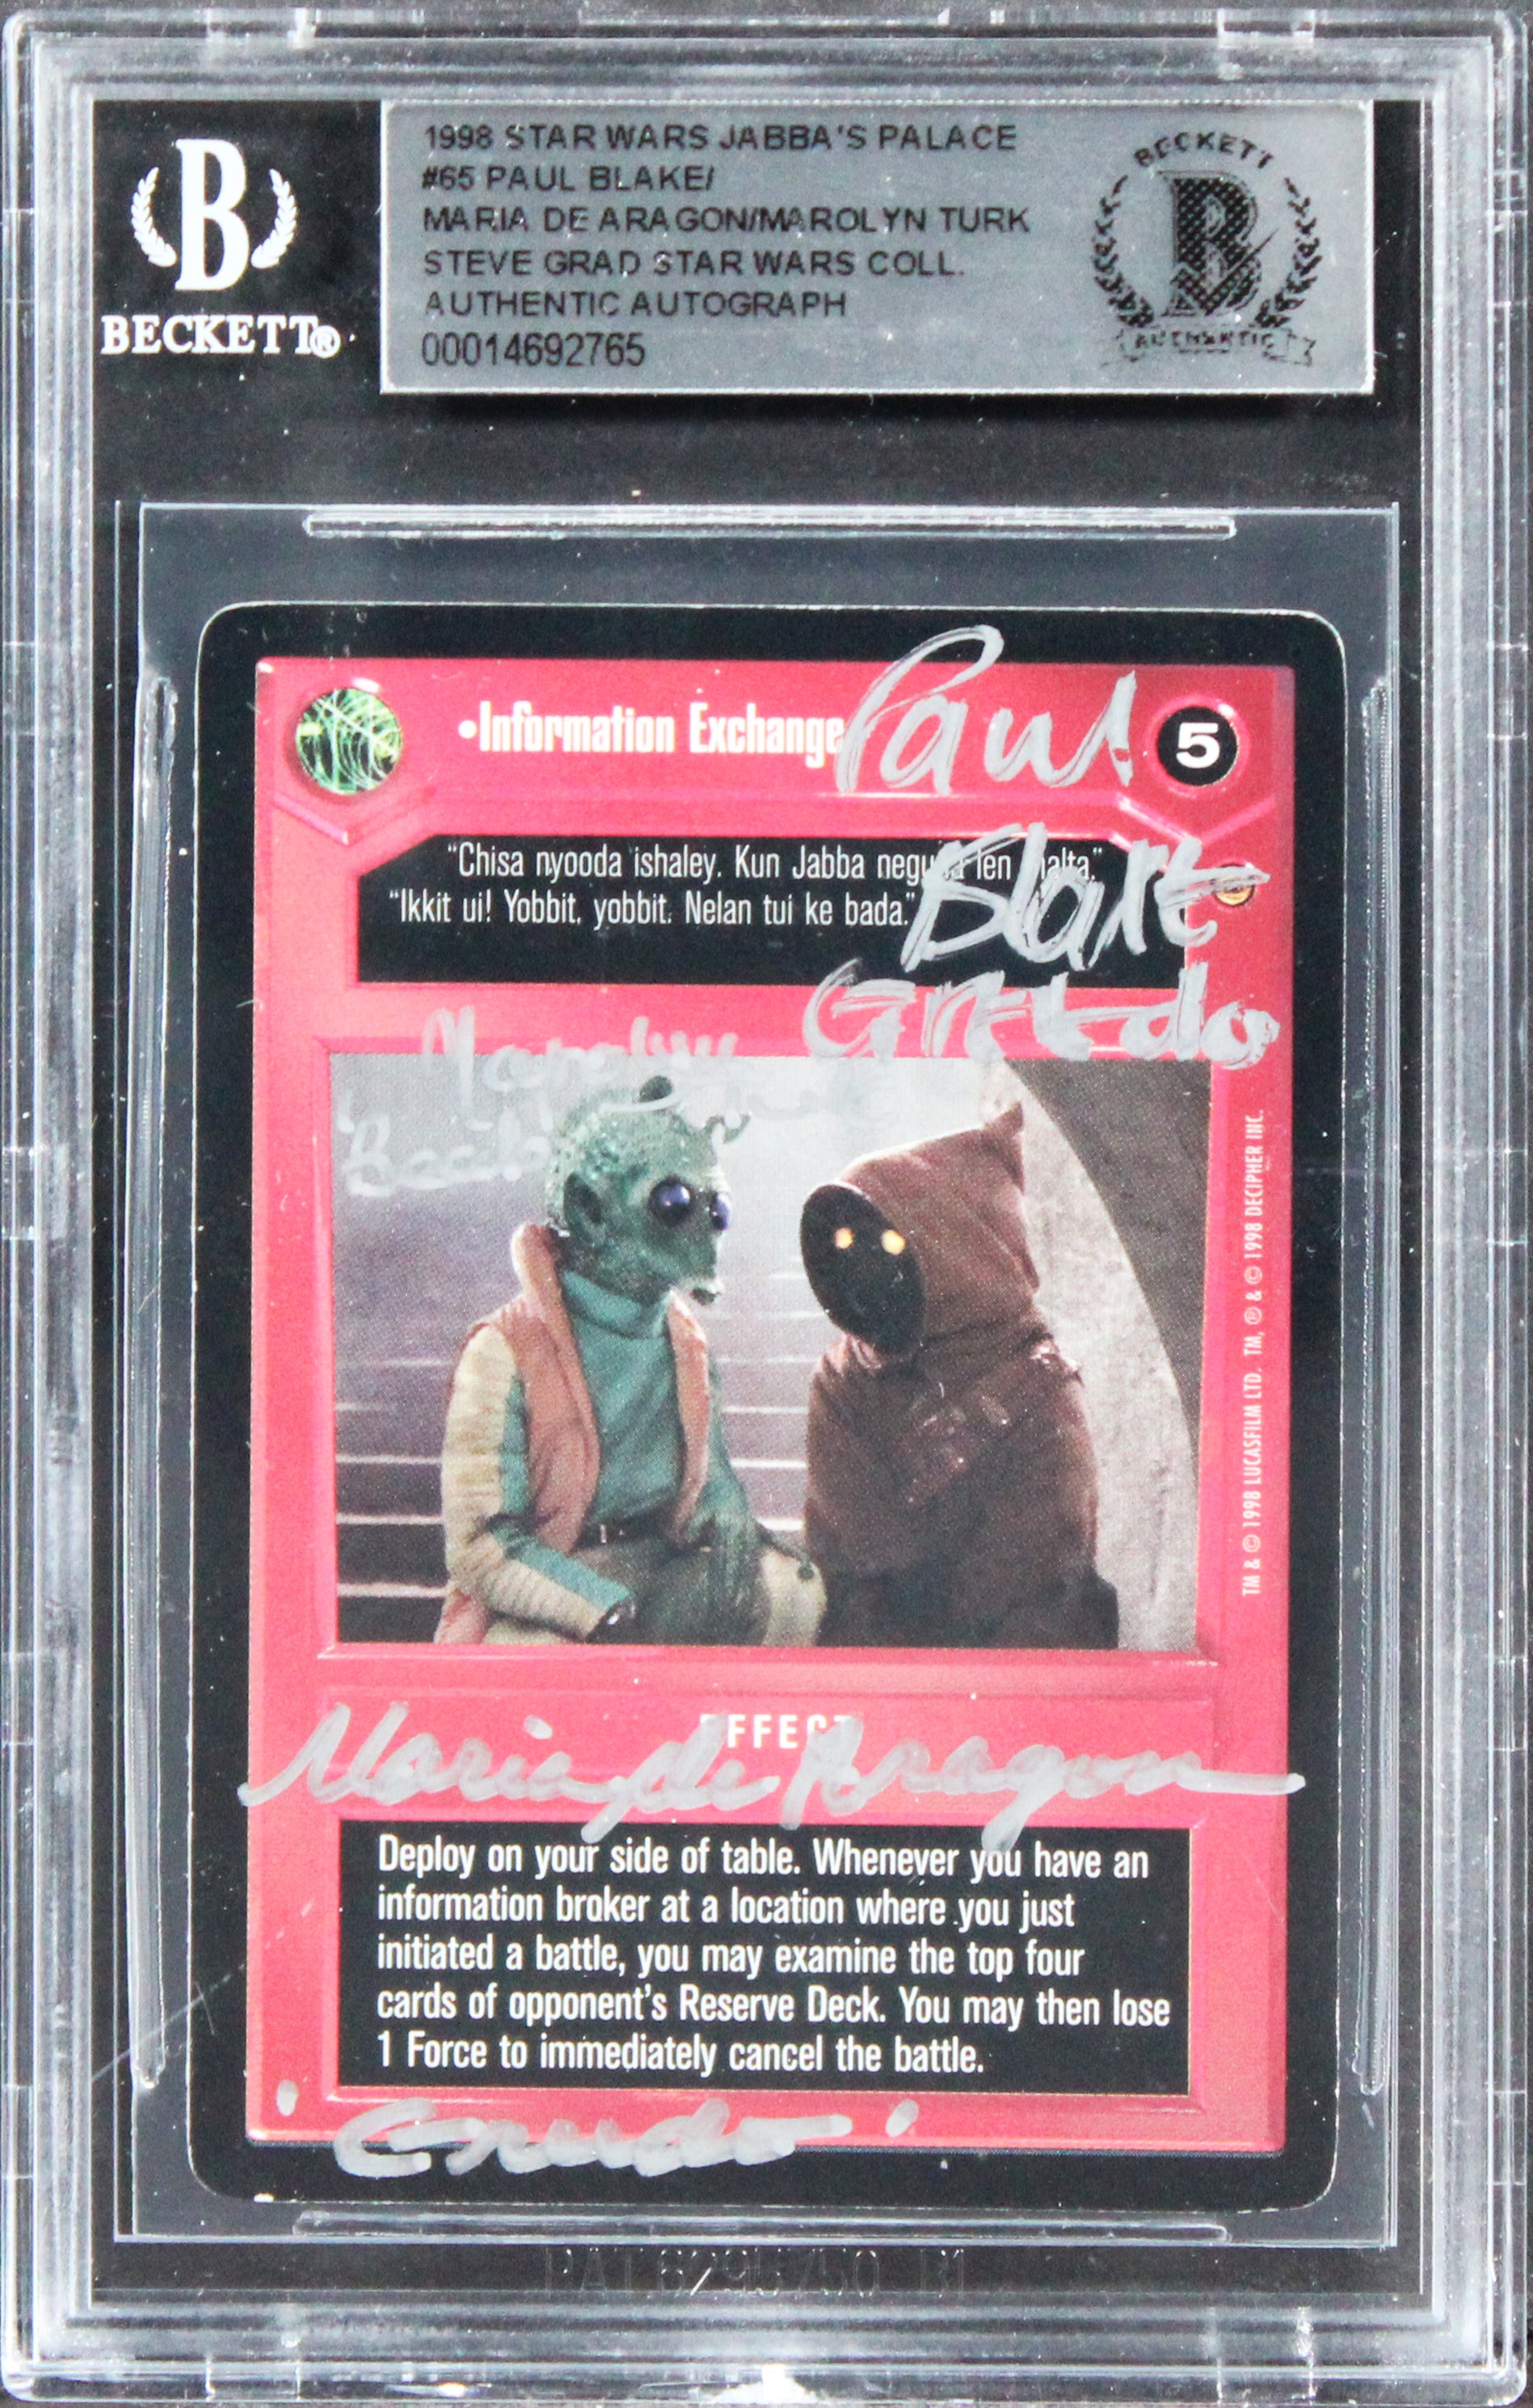 1998 STAR WARS JABBA'S PALACE
#65 PAUL BLAKE/
MARIA DE ARAGON/MAROLYN TURK
STEVE GRAD STAR WARS COLL.
AUTHENTIC AUTOGRAPH
00014692765
B
BECKETT®
BECKETT
B
AUTHENTIC
•Information Exchange
5
Paul
Blake
Greedo
"Chisa nyooda ishaley. Kun Jabba len
"Ikkit ui! Yobbit, yobbit. Nelan tui ke bada."
Marolyn
TM & © 1998 LUCASFILM LTD. TM, ® & © 1998 DECIPHER INC.
EFFECT
Maria de Aragon
Deploy on your side of table. Whenever you have an
information broker at a location where you just
initiated a battle, you may examine the top four
cards of opponent's Reserve Deck. You may then lose
1 Force to immediately cancel the battle.
"Greedo"